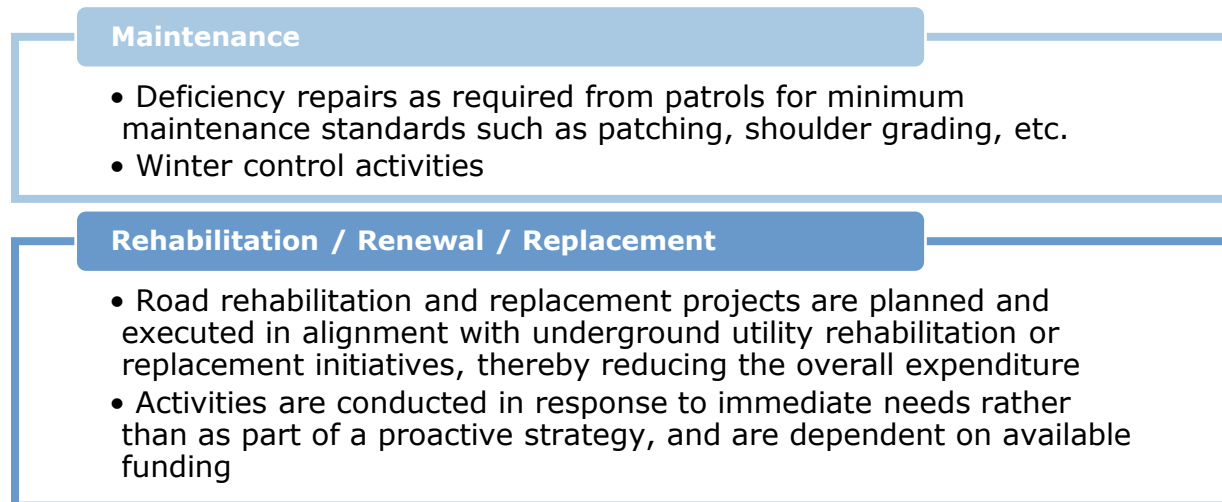 Maintenance
• Deficiency repairs as required from patrols for minimum
maintenance standards such as patching, shoulder grading, etc.
• Winter control activities
Rehabilitation / Renewal / Replacement
• Road rehabilitation and replacement projects are planned and
executed in alignment with underground utility rehabilitation or
replacement initiatives, thereby reducing the overall expenditure
• Activities are conducted in response to immediate needs rather
than as part of a proactive strategy, and are dependent on available
funding